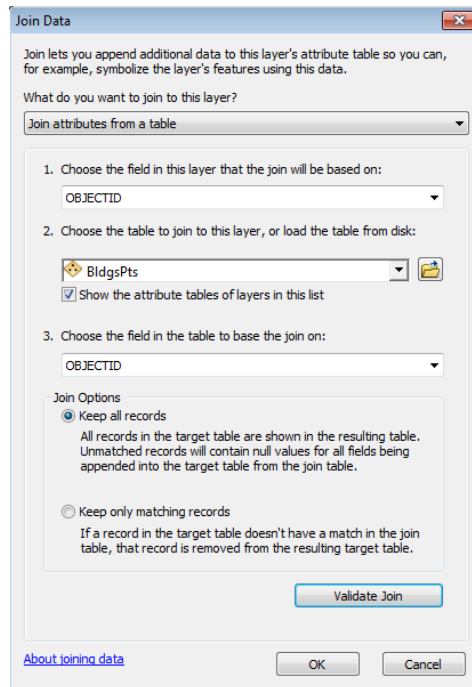 Join Data
Join lets you append additional data to this layer's attribute table so you can,
for example, symbolize the layer's features using this data.
What do you want to join to this layer?
Join attributes from a table
1. Choose the field in this layer that the join will be based on:
OBJECTID
2. Choose the table to join to this layer, or load the table from disk:
BldgsPts
Show the attribute tables of layers in this list
3. Choose the field in the table to base the join on:
OBJECTID
Join Options
Keep all records
All records in the target table are shown in the resulting table.
Unmatched records will contain null values for all fields being
appended into the target table from the join table.
Keep only matching records
If a record in the target table doesn't have a match in the join
table, that record is removed from the resulting target table.
Validate Join
About joining data
OK
Cancel